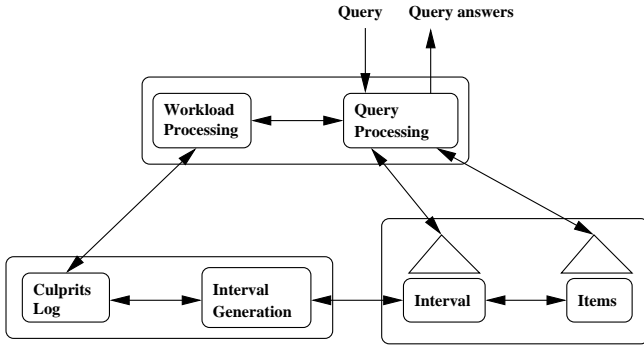 Query
Query answers
Workload
Processing
Query
Processing
Culprits
Log
Interval
Generation
Interval
Items